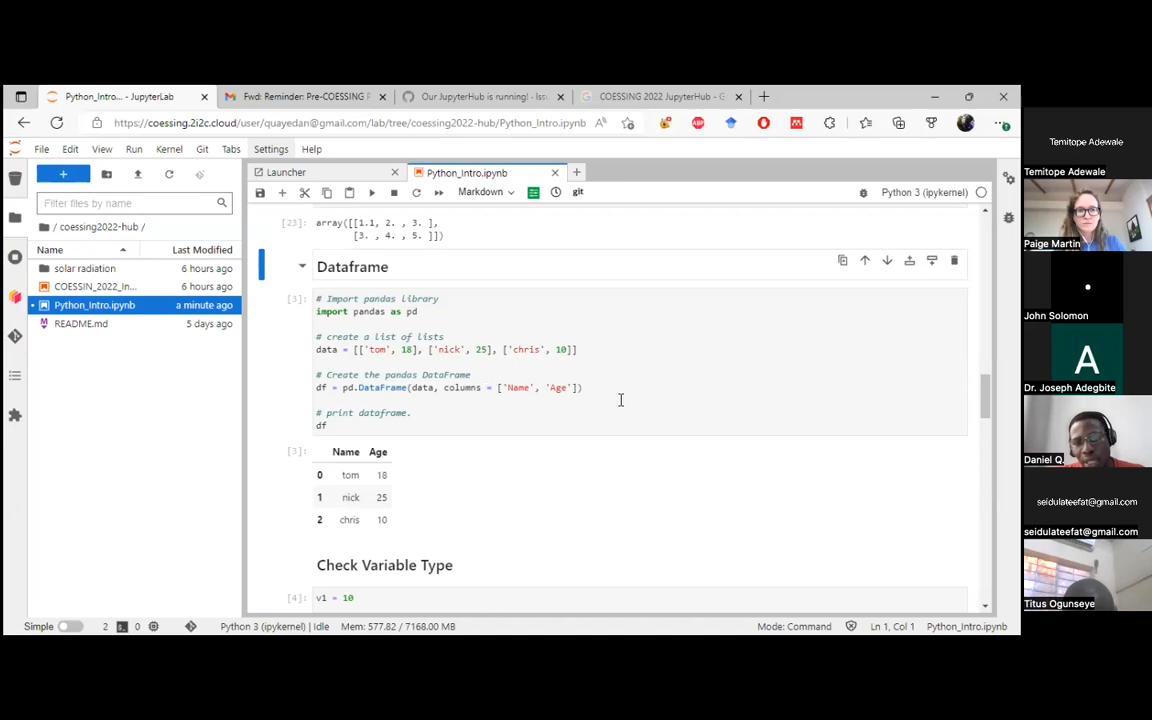 Python_Intro... - JupyterLab
Fwd: Reminder: Pre-COESSING F
Our JupyterHub is running! - Iss
COESSING 2022 JupyterHub - G
https://coessing.2i2c.cloud/user/quayedan@gmail.com/lab/tree/coessing2022-hub/Python_Intro.ipynb
File Edit View Run Kernel Git Tabs Settings Help
Launcher
Python_Intro.ipynb
Markdown
git
Python 3 (ipykernel)
Filter files by name
/ coessing2022-hub /
Name Last Modified
solar radiation 6 hours ago
COESSIN_2022_In... 6 hours ago
Python_Intro.ipynb a minute ago
README.md 5 days ago
[23]: array([[1.1, 2. , 3. ],
[3. , 4. , 5. ]])
Dataframe
[3]: # Import pandas library
import pandas as pd
# create a list of lists
data = [['tom', 18], ['nick', 25], ['chris', 10]]
# Create the pandas DataFrame
df = pd.DataFrame(data, columns = ['Name', 'Age'])
# print dataframe.
df
[3]: Name Age
0 tom 18
1 nick 25
2 chris 10
Check Variable Type
[4]: v1 = 10
Simple 2 0 Python 3 (ipykernel) | Idle Mem: 577.82 / 7168.00 MB Mode: Command Ln 1, Col 1 Python_Intro.ipynb
Temitope Adewale
Temitope Adewale
Paige Martin
John Solomon
A
Dr. Joseph Adegbite
Daniel Q.
seidulateefat@gmail.com
seidulateefat@gmail.com
Titus Ogunseye